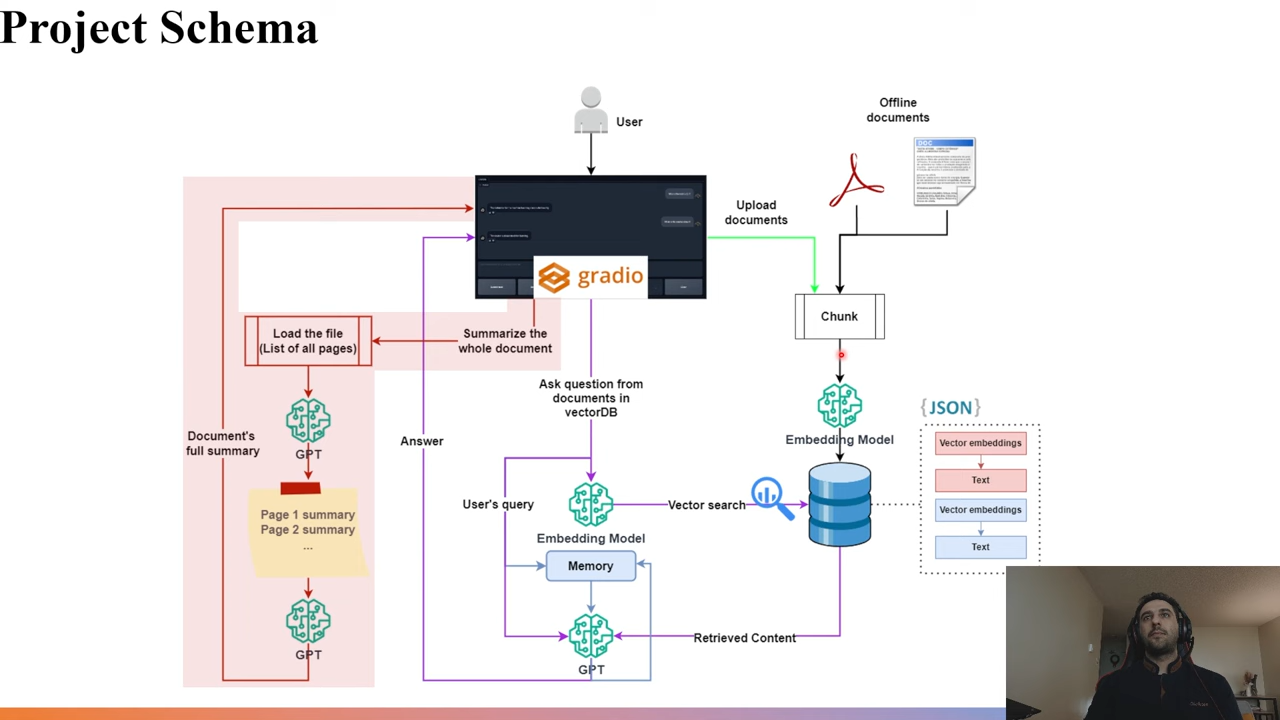 Project Schema
User
Offline
documents
DOC
Upload
documents
gradio
Chunk
Load the file
(List of all pages)
Summarize the
whole document
Ask question from
documents in
vectorDB
{JSON}
Embedding Model
Vector embeddings
Text
Vector embeddings
Text
Document's
full summary
GPT
Answer
Page 1 summary
Page 2 summary
...
User's query
Vector search
Embedding Model
Memory
Retrieved Content
GPT
GPT